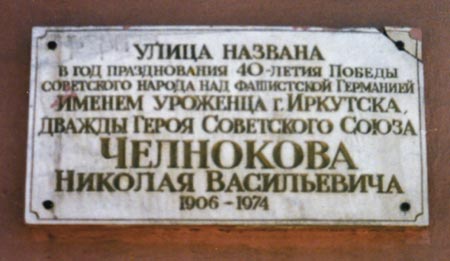 УЛИЦА НАЗВАНА
В ГОД ПРАЗДНОВАНИЯ 40-ЛЕТИЯ ПОБЕДЫ
СОВЕТСКОГО НАРОДА НАД ФАШИСТСКОЙ ГЕРМАНИЕЙ
ИМЕНЕМ УРОЖЕНЦА Г. ИРКУТСКА,
ДВАЖДЫ ГЕРОЯ СОВЕТСКОГО СОЮЗА
ЧЕЛНОКОВА
НИКОЛАЯ ВАСИЛЬЕВИЧА
1906-1974